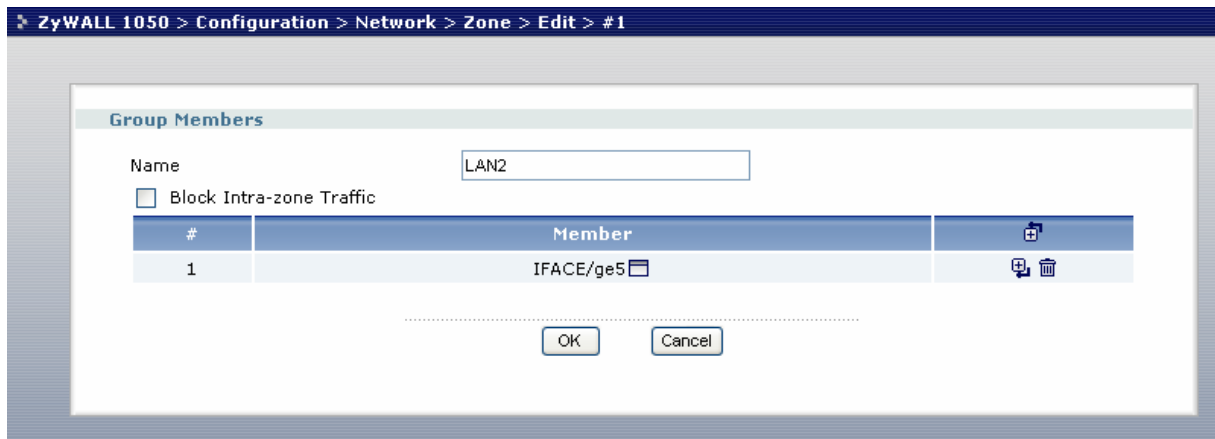 ZyWALL 1050 > Configuration > Network > Zone > Edit > #1
Group Members
Name LAN2
Block Intra-zone Traffic
# Member
1 IFACE/ge5
OK Cancel